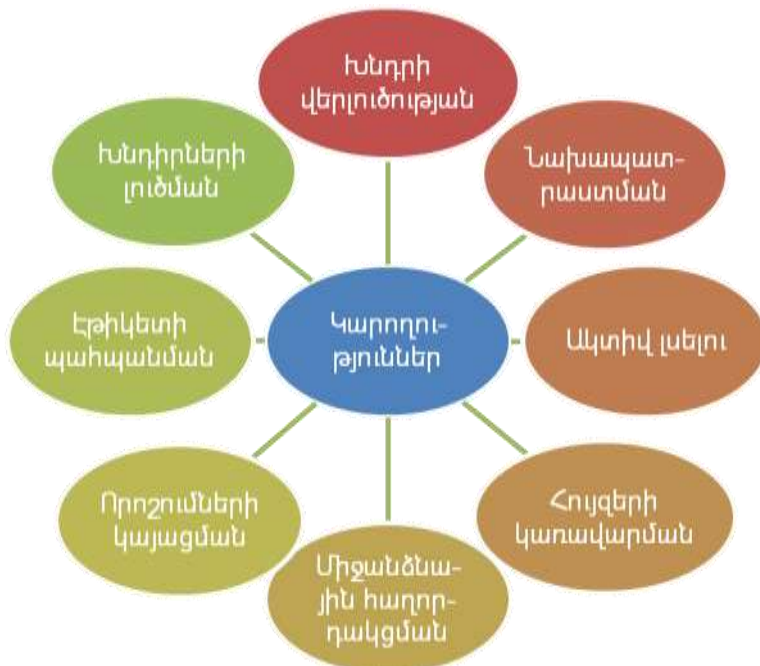 Խնդրի
վերլուծության
Նախապատ-
րաստման
Ակտիվ լսելու
Հույզերի
կառավարման
Միջանձնա-
յին հաղոր-
դակցման
Որոշումների
կայացման
Էթիկետի
պահպանման
Խնդիրների
լուծման
Կարողու-
թյուններ